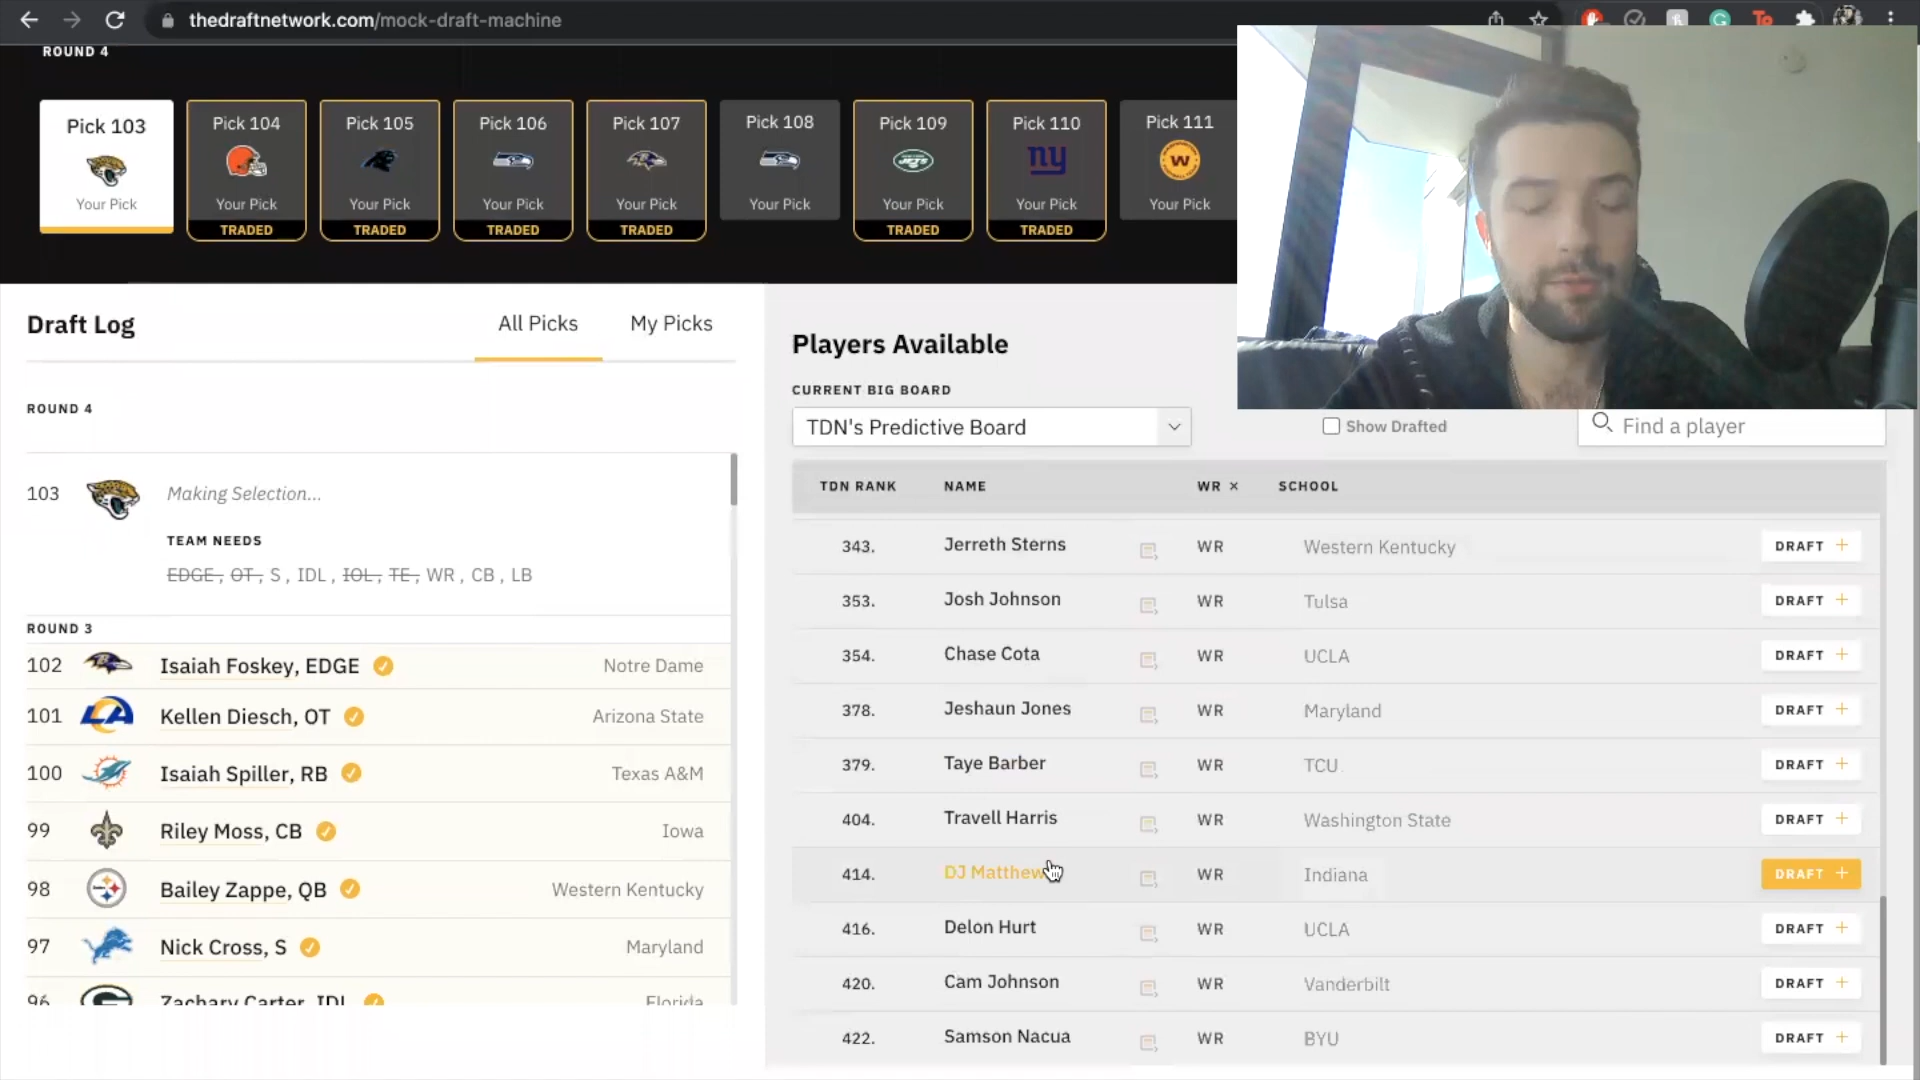 thedraftnetwork.com/mock-draft-machine
ROUND 4
Pick 103
Your Pick
Pick 104
Your Pick
TRADED
Pick 105
Your Pick
TRADED
Pick 106
Your Pick
TRADED
Pick 107
Your Pick
TRADED
Pick 108
Your Pick
Pick 109
JETS
Your Pick
TRADED
Pick 110
ny
Your Pick
TRADED
Pick 111
W
Your Pick
Draft Log
All Picks
My Picks
ROUND 4
103
Making Selection...
TEAM NEEDS
EDGE, OT, S, IDL, IOL, TE, WR, CB, LB
ROUND 3
102 Isaiah Foskey, EDGE Notre Dame
101 LA Kellen Diesch, OT Arizona State
100 Isaiah Spiller, RB Texas A&M
99 Riley Moss, CB Iowa
98 Bailey Zappe, QB Western Kentucky
97 Nick Cross, S Maryland
96 Zachary Carter, IDL Florida
Players Available
CURRENT BIG BOARD
TDN's Predictive Board
Show Drafted
Find a player
TDN RANK NAME WR × SCHOOL
343. Jerreth Sterns WR Western Kentucky DRAFT +
353. Josh Johnson WR Tulsa DRAFT +
354. Chase Cota WR UCLA DRAFT +
378. Jeshaun Jones WR Maryland DRAFT +
379. Taye Barber WR TCU DRAFT +
404. Travell Harris WR Washington State DRAFT +
414. DJ Matthew WR Indiana DRAFT +
416. Delon Hurt WR UCLA DRAFT +
420. Cam Johnson WR Vanderbilt DRAFT +
422. Samson Nacua WR BYU DRAFT +